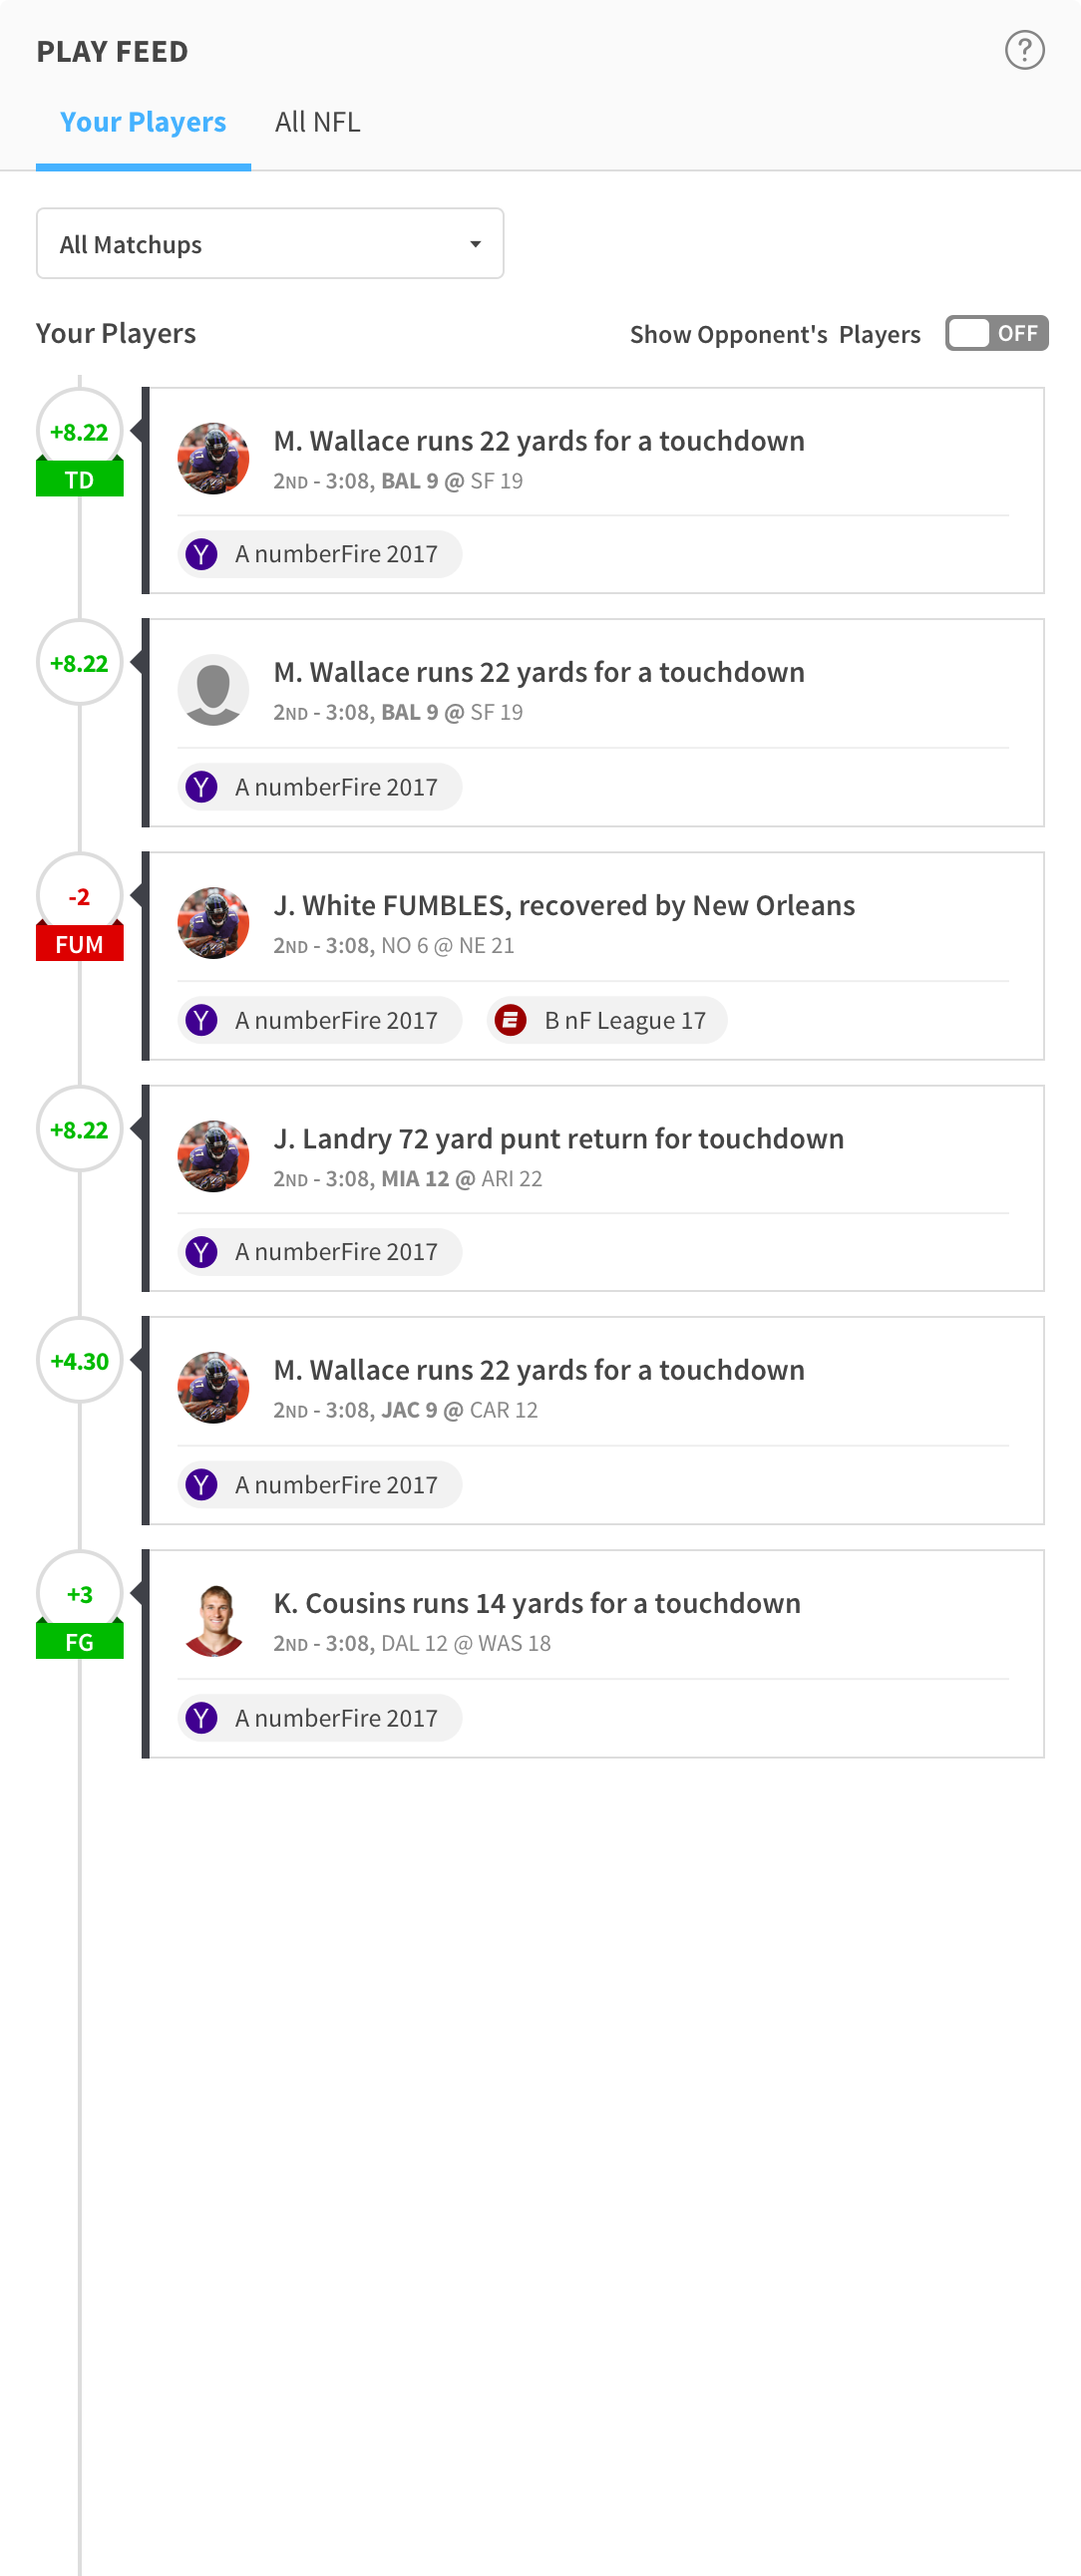 PLAY FEED
?
Your Players
All NFL
All Matchups
Your Players
Show Opponent's Players
OFF
+8.22
TD
M. Wallace runs 22 yards for a touchdown
2ND - 3:08, BAL 9 @ SF 19
Y A numberFire 2017
+8.22
M. Wallace runs 22 yards for a touchdown
2ND - 3:08, BAL 9 @ SF 19
Y A numberFire 2017
-2
FUM
J. White FUMBLES, recovered by New Orleans
2ND - 3:08, NO 6 @ NE 21
Y A numberFire 2017
E B nF League 17
+8.22
J. Landry 72 yard punt return for touchdown
2ND - 3:08, MIA 12 @ ARI 22
Y A numberFire 2017
+4.30
M. Wallace runs 22 yards for a touchdown
2ND - 3:08, JAC 9 @ CAR 12
Y A numberFire 2017
+3
FG
K. Cousins runs 14 yards for a touchdown
2ND - 3:08, DAL 12 @ WAS 18
Y A numberFire 2017